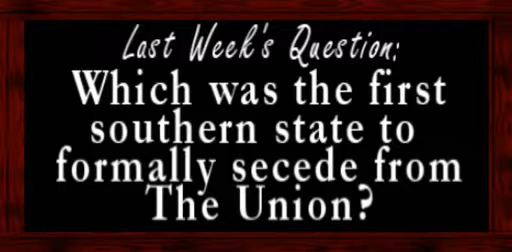 Last Week's Question:
Which was the first
southern state to
formally secede from
The Union?